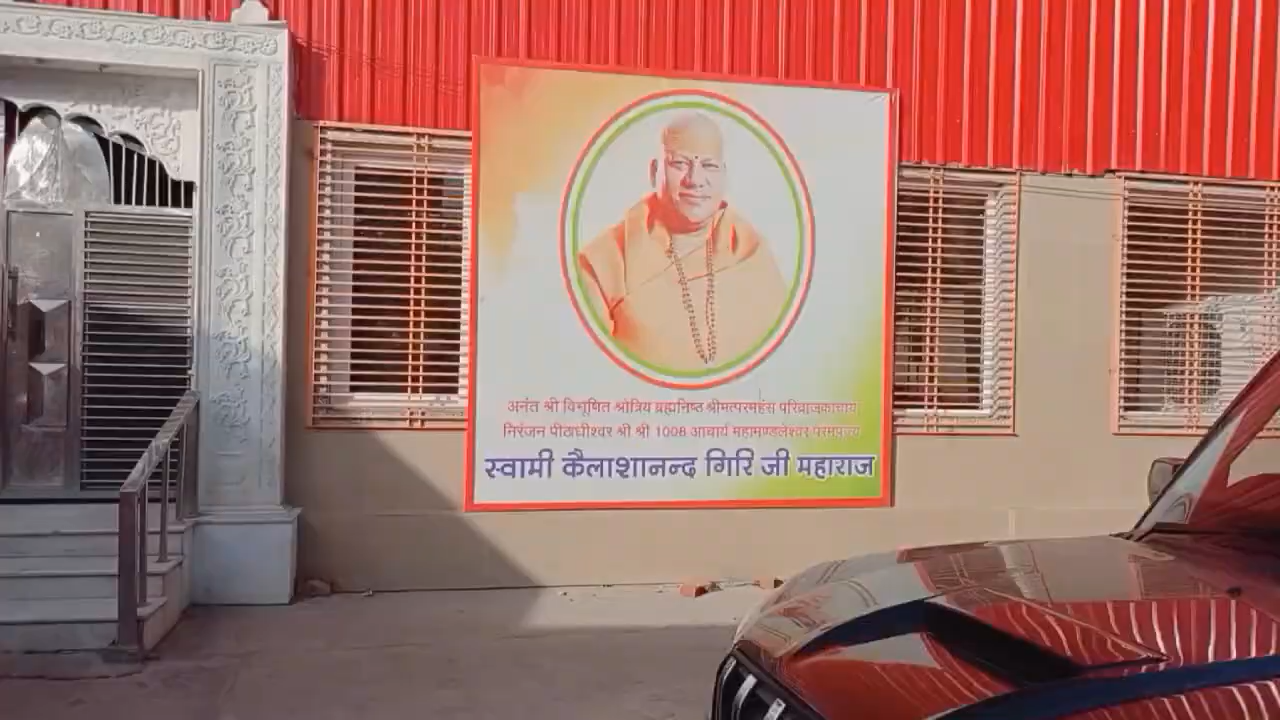 अनंत श्री विभूषित श्रोत्रिय ब्रह्मनिष्ठ श्रीमत्परमहंस परिव्राजकाचार्य
निरंजन पीठाधीश्वर श्री श्री 1008 आचार्य महामण्डलेश्वर परमपूज्य
स्वामी कैलाशानन्द गिरि जी महाराज